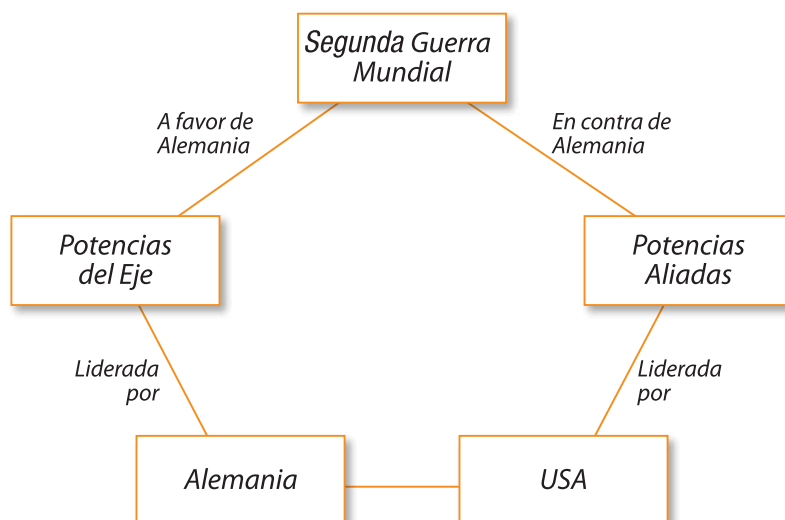 Segunda Guerra
Mundial
A favor de
Alemania
En contra de
Alemania
Potencias
del Eje
Potencias
Aliadas
Liderada
por
Liderada
por
Alemania
USA